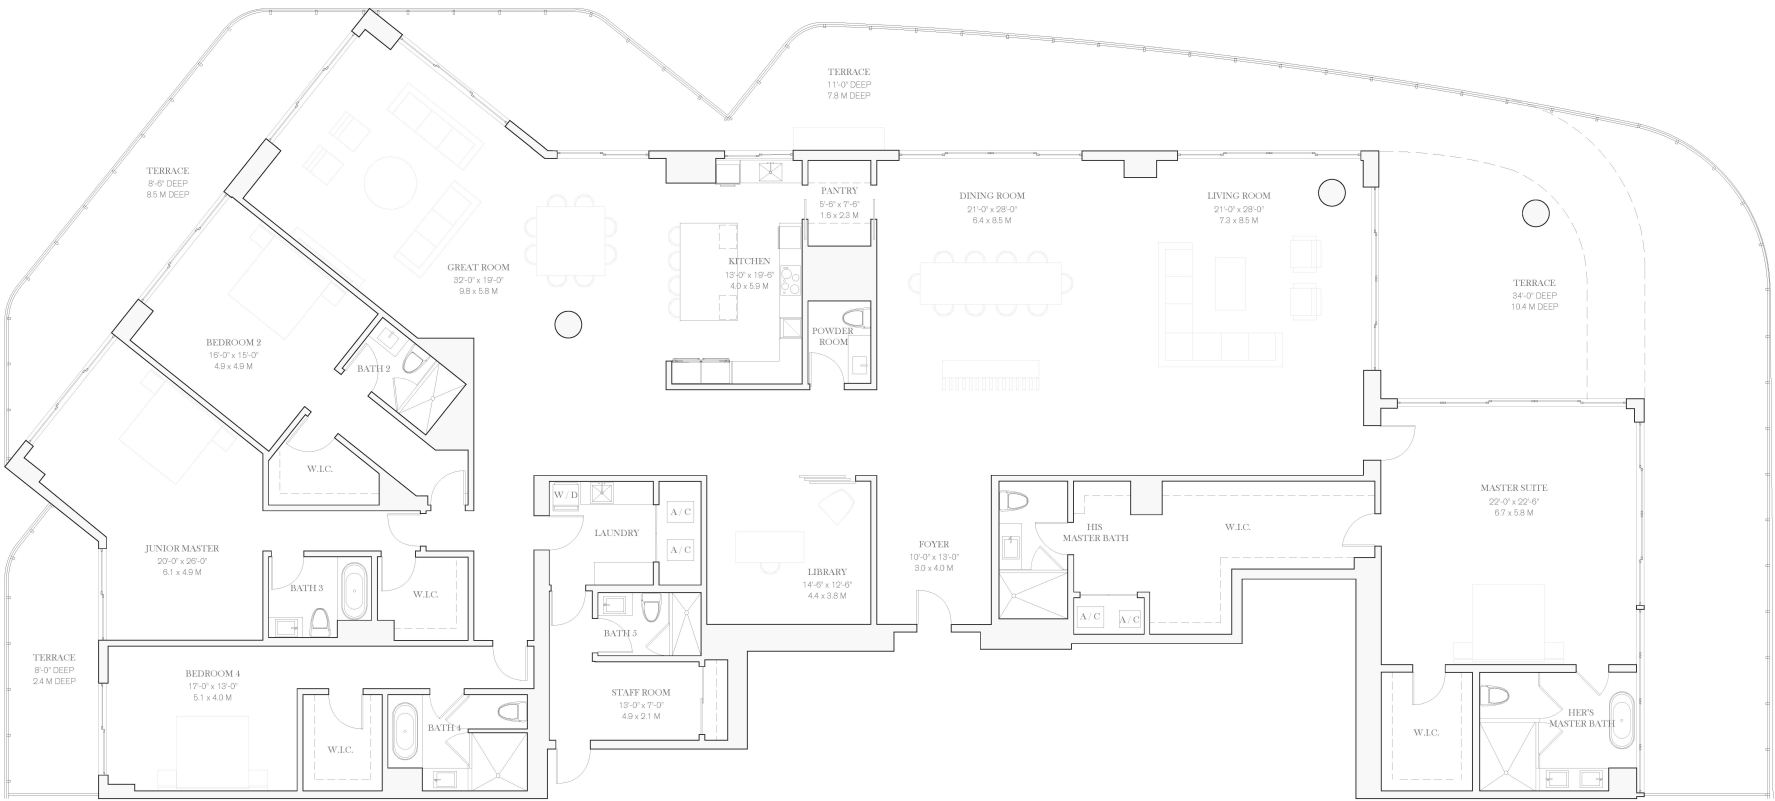 TERRACE
11'-0" DEEP
7.8 M DEEP
TERRACE
8'-6" DEEP
8.5 M DEEP
PANTRY
5'-6" x 7'-6"
1.6 x 2.3 M
DINING ROOM
21'-0" x 28'-0"
6.4 x 8.5 M
LIVING ROOM
21'-0" x 28'-0"
7.3 x 8.5 M
GREAT ROOM
32'-0" x 19'-0"
9.8 x 5.8 M
KITCHEN
13'-0" x 19'-6"
4.0 x 5.9 M
TERRACE
34'-0" DEEP
10.4 M DEEP
POWDER
ROOM
BEDROOM 2
16'-0" x 15'-0"
4.9 x 4.9 M
BATH 2
W.I.C.
W / D
A / C
LAUNDRY
A / C
JUNIOR MASTER
20'-0" x 26'-0"
6.1 x 4.9 M
BATH 3
W.I.C.
LIBRARY
14'-6" x 12'-6"
4.4 x 3.8 M
FOYER
10'-0" x 13'-0"
3.0 x 4.0 M
HIS
MASTER BATH
W.I.C.
MASTER SUITE
22'-0" x 22'-6"
6.7 x 5.8 M
A / C
A / C
BATH 5
TERRACE
8'-0" DEEP
2.4 M DEEP
BEDROOM 4
17'-0" x 13'-0"
5.1 x 4.0 M
STAFF ROOM
13'-0" x 7'-0"
4.9 x 2.1 M
W.I.C.
BATH 4
W.I.C.
HER'S
MASTER BATH